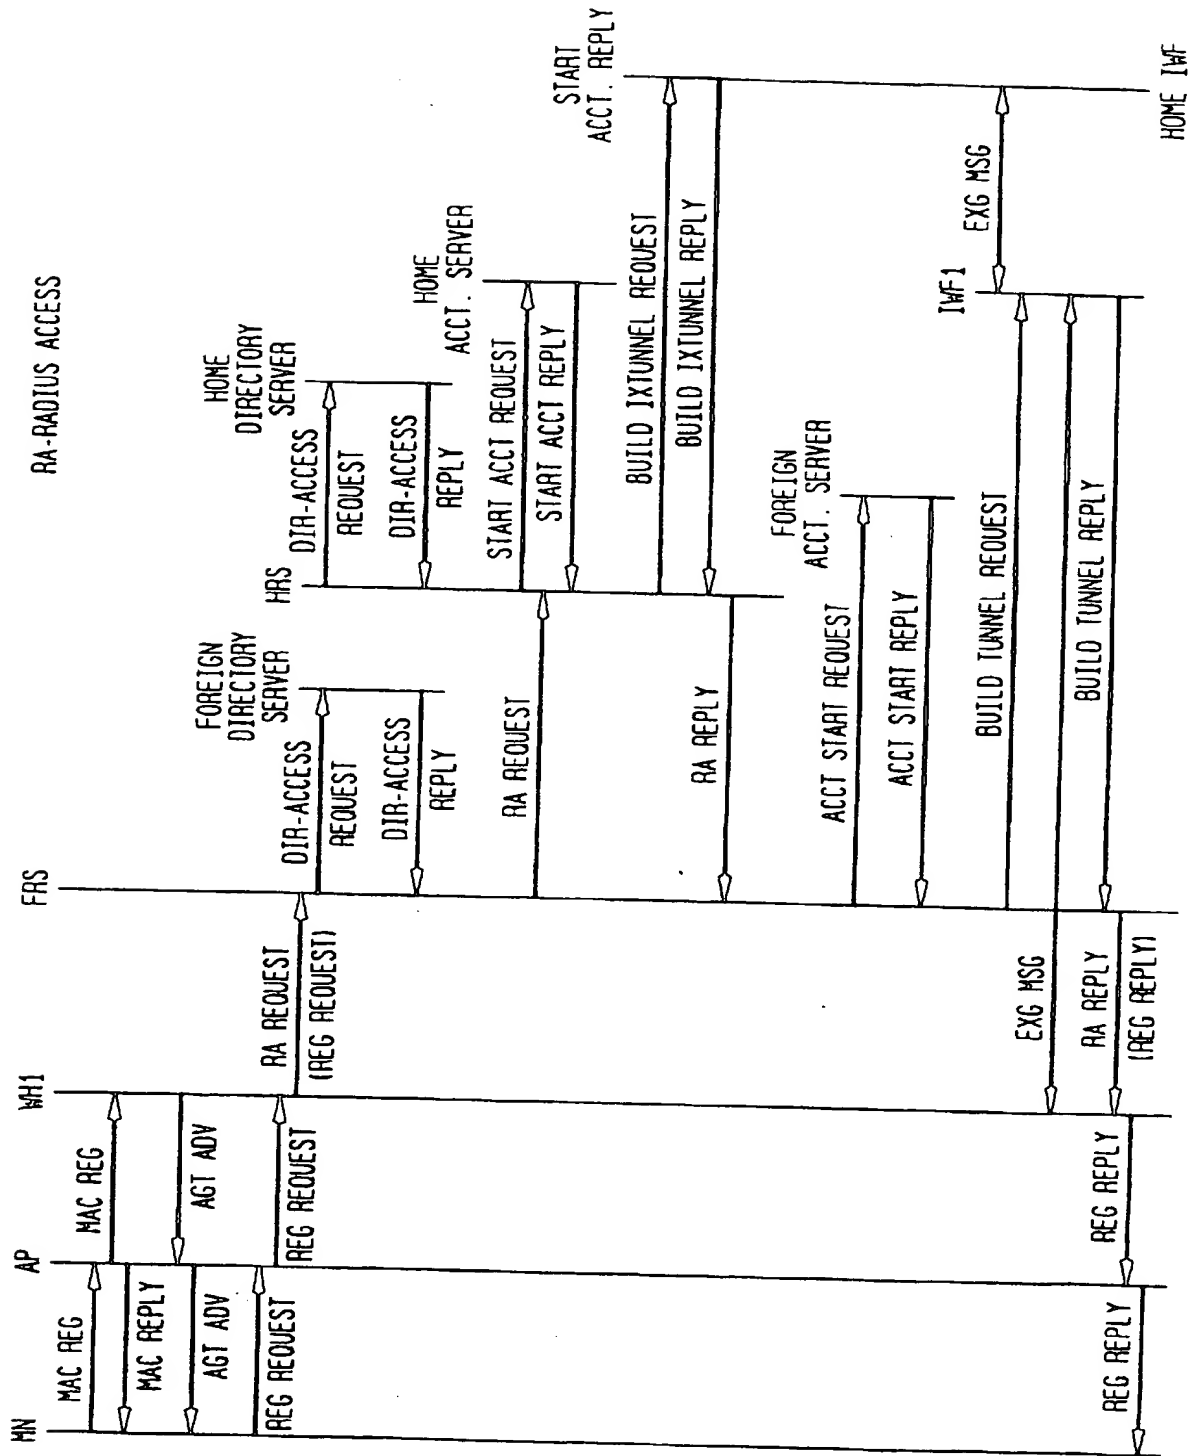 RA-RADIUS ACCESS
MN
AP
WH1
FRS
MAC REG
MAC REG
MAC REPLY
AGT ADV
AGT ADV
REG REQUEST
REG REQUEST
RA REQUEST
(REG REQUEST)
FOREIGN
DIRECTORY
SERVER
DIR-ACCESS
REQUEST
DIR-ACCESS
REPLY
HRS
HOME
DIRECTORY
SERVER
DIR-ACCESS
REQUEST
DIR-ACCESS
REPLY
RA REQUEST
HOME
ACCT. SERVER
START ACCT REQUEST
START ACCT REPLY
START
ACCT. REPLY
BUILD IXTUNNEL REQUEST
BUILD IXTUNNEL REPLY
RA REPLY
FOREIGN
ACCT. SERVER
ACCT START REQUEST
ACCT START REPLY
IWF1
EXG MSG
BUILD TUNNEL REQUEST
EXG MSG
BUILD TUNNEL REPLY
RA REPLY
(REG REPLY)
REG REPLY
REG REPLY
HOME IWF